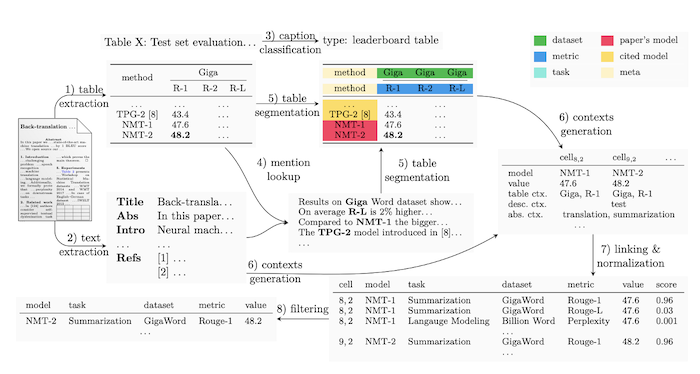 Table X: Test set evaluation…
3) caption
classification
type: leaderboard table
dataset
metric
task
paper's model
cited model
meta
1) table
extraction
method Giga
R-1 R-2 R-L
… …
TPG-2 [8] 43.4 …
NMT-1 47.6 …
NMT-2 48.2 …
5) table
segmentation
method Giga Giga Giga
method R-1 R-2 R-L
… …
TPG-2 [8] 43.4 …
NMT-1 47.6 …
NMT-2 48.2 …
6) contexts
generation
Back-translation …
Abstract
1. Introduction
2) text
extraction
Title Back-transla…
Abs In this paper…
Intro Neural mach…
… …
Refs [1] …
[2] …
4) mention
lookup
5) table
segmentation
Results on Giga Word dataset show…
On average R-L is 2% higher…
Compared to NMT-1 the bigger…
The TPG-2 model introduced in [8]…
…
6) contexts
generation
cell8,2 cell9,2 …
model NMT-1 NMT-2
value 47.6 48.2
table ctx. Giga, R-1 Giga, R-1
desc. ctx. test
abs. ctx. translation, summarization
…
7) linking &
normalization
cell model task dataset metric value score
8, 2 NMT-1 Summarization GigaWord Rouge-1 47.6 0.96
8, 2 NMT-1 Summarization GigaWord Rouge-L 47.6 0.03
8, 2 NMT-1 Langauge Modeling Billion Word Perplexity 47.6 0.001
…
9, 2 NMT-2 Summarization GigaWord Rouge-1 48.2 0.96
…
8) filtering
model task dataset metric value
NMT-2 Summarization GigaWord Rouge-1 48.2
…